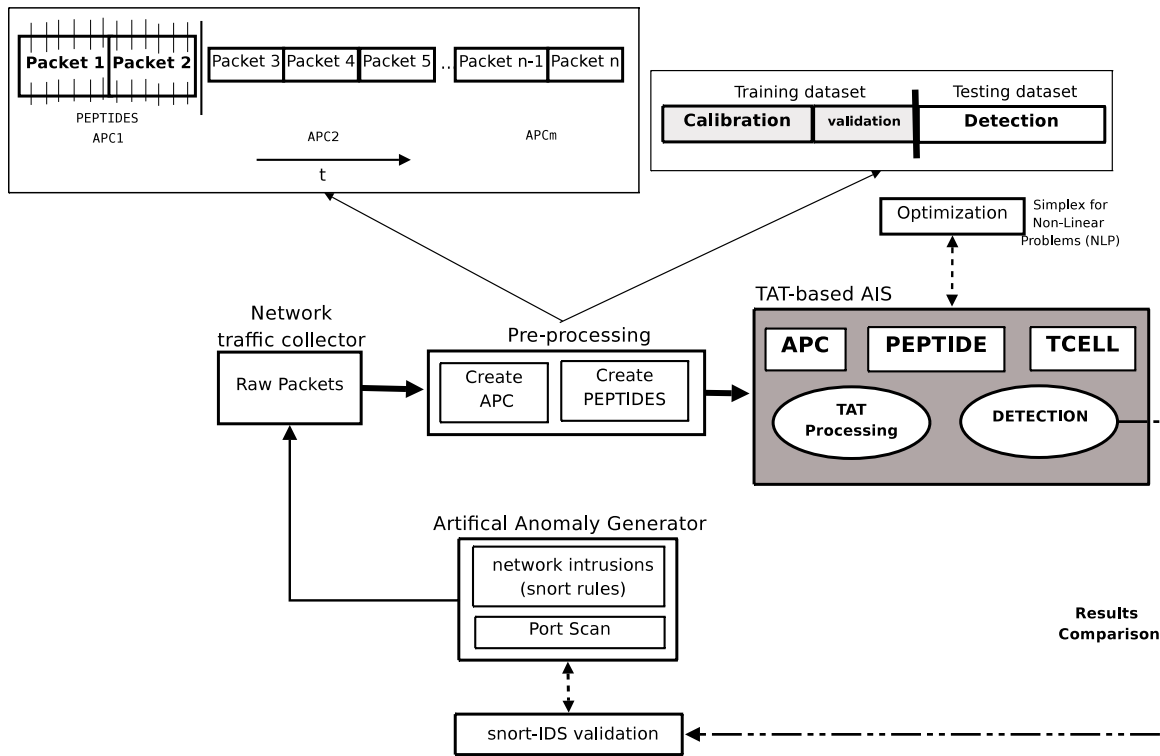 Packet 1 Packet 2 Packet 3 Packet 4 Packet 5 .. Packet n-1 Packet n
PEPTIDES
APC1
APC2
APCm
t
Training dataset
Testing dataset
Calibration
validation
Detection
Optimization
Simplex for
Non-Linear
Problems (NLP)
TAT-based AIS
Network
traffic collector
Raw Packets
Pre-processing
Create
APC
Create
PEPTIDES
APC
PEPTIDE
TCELL
TAT
Processing
DETECTION
Artifical Anomaly Generator
network intrusions
(snort rules)
Port Scan
Results
Comparison
snort-IDS validation